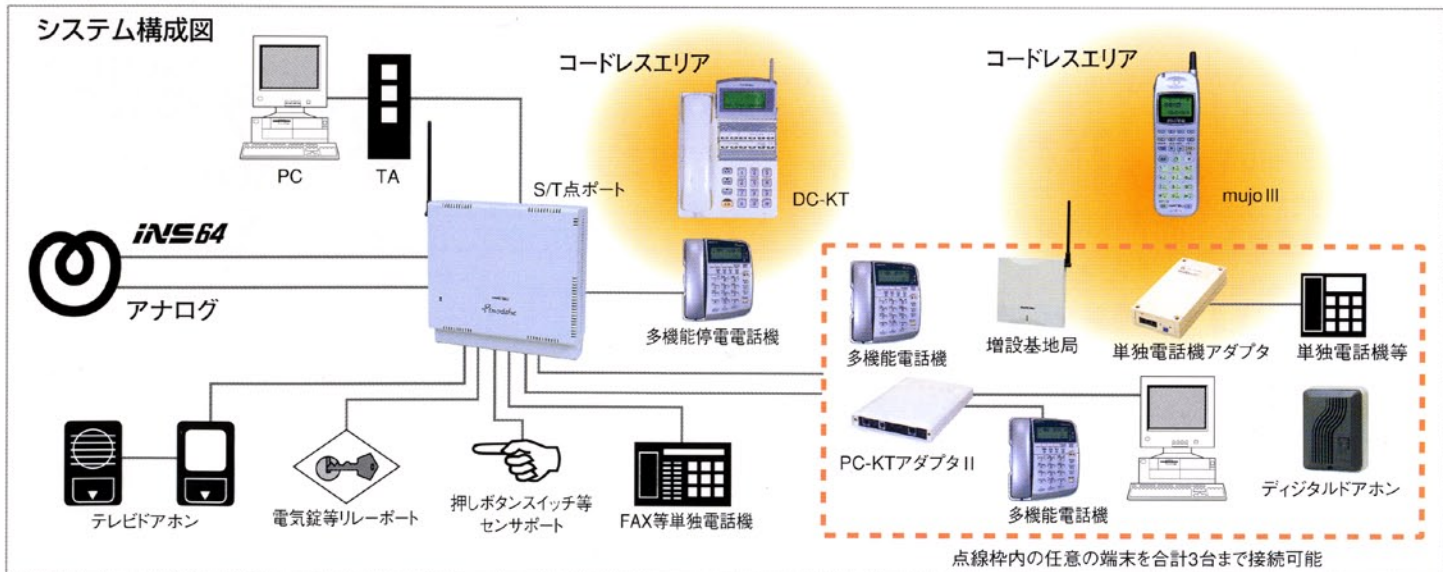 システム構成図
コードレスエリア
コードレスエリア
PC
TA
S/T点ポート
DC-KT
mujo III
INS64
アナログ
多機能停電電話機
多機能電話機
増設基地局
単独電話機アダプタ
単独電話機等
PC-KTアダプタ II
多機能電話機
ディジタルドアホン
テレビドアホン
電気錠等リレーポート
押しボタンスイッチ等
センサポート
FAX等単独電話機
点線枠内の任意の端末を合計3台まで接続可能